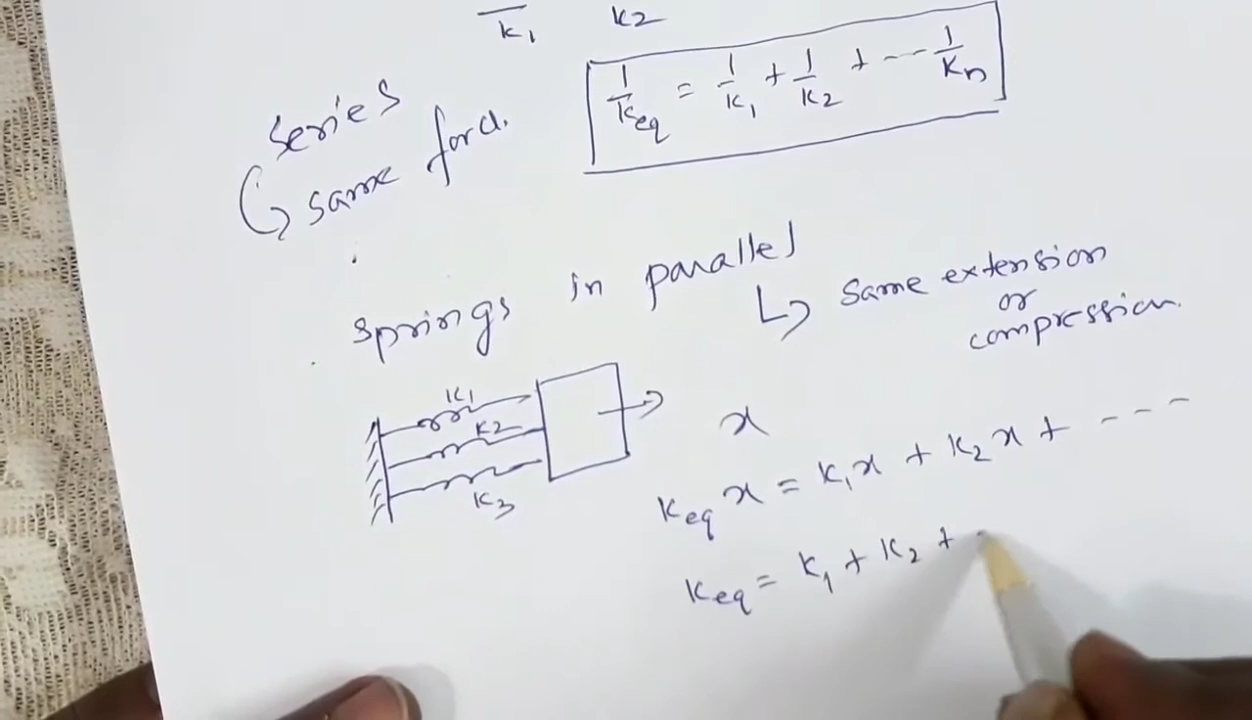 k1 k2
1/keq = 1/k1 + 1/k2 + --- 1/kn
series
same force.
springs in parallel
same extension
or
compression.
k1
k2
k3
x
keq x = k1x + k2x + ---
keq = k1 + k2 + -